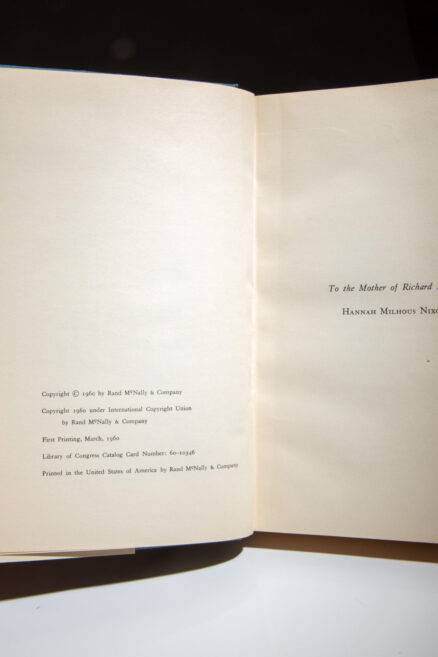 Copyright © 1960 by Rand McNally & Company
Copyright 1960 under International Copyright Union
by Rand McNally & Company
First Printing, March, 1960
Library of Congress Catalog Card Number: 60-10346
Printed in the United States of America by Rand McNally & Company
To the Mother of Richard
HANNAH MILHOUS NIXO